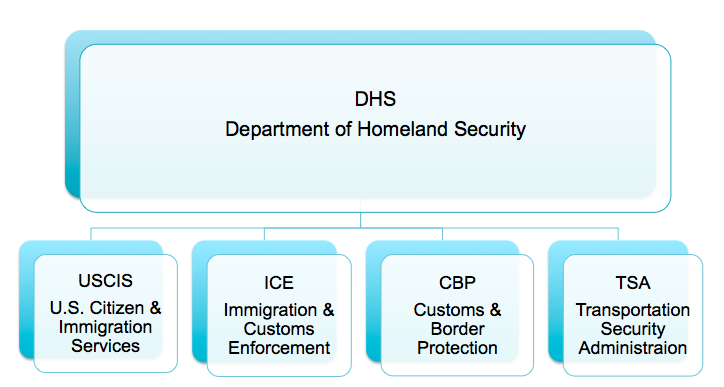 DHS
Department of Homeland Security
USCIS
U.S. Citizen &
Immigration
Services
ICE
Immigration &
Customs
Enforcement
CBP
Customs &
Border
Protection
TSA
Transportation
Security
Administraion